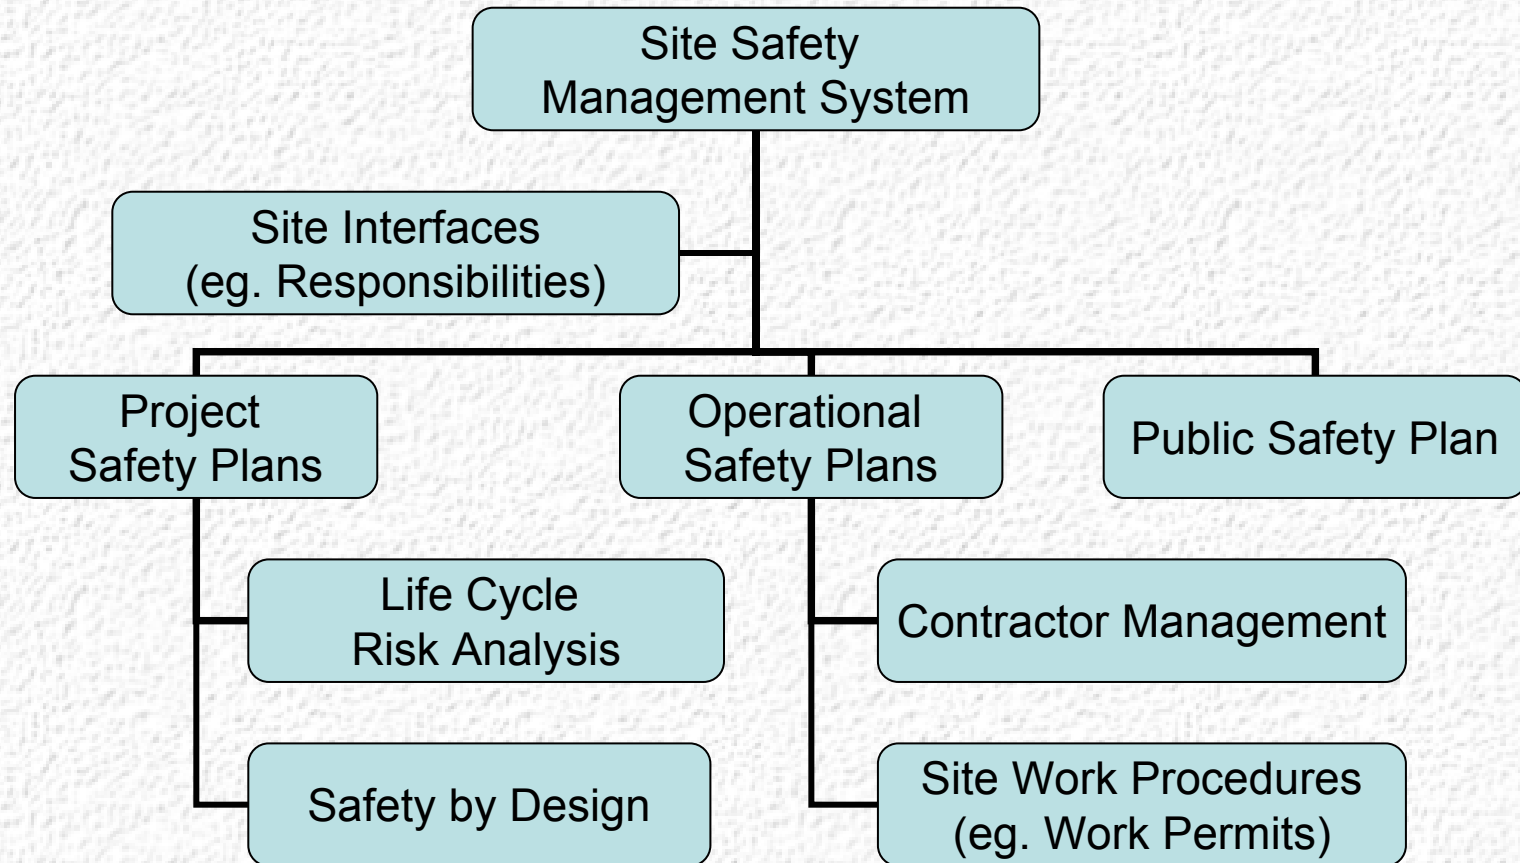 Site Safety
Management System
Site Interfaces
(eg. Responsibilities)
Project
Safety Plans
Operational
Safety Plans
Public Safety Plan
Life Cycle
Risk Analysis
Contractor Management
Safety by Design
Site Work Procedures
(eg. Work Permits)